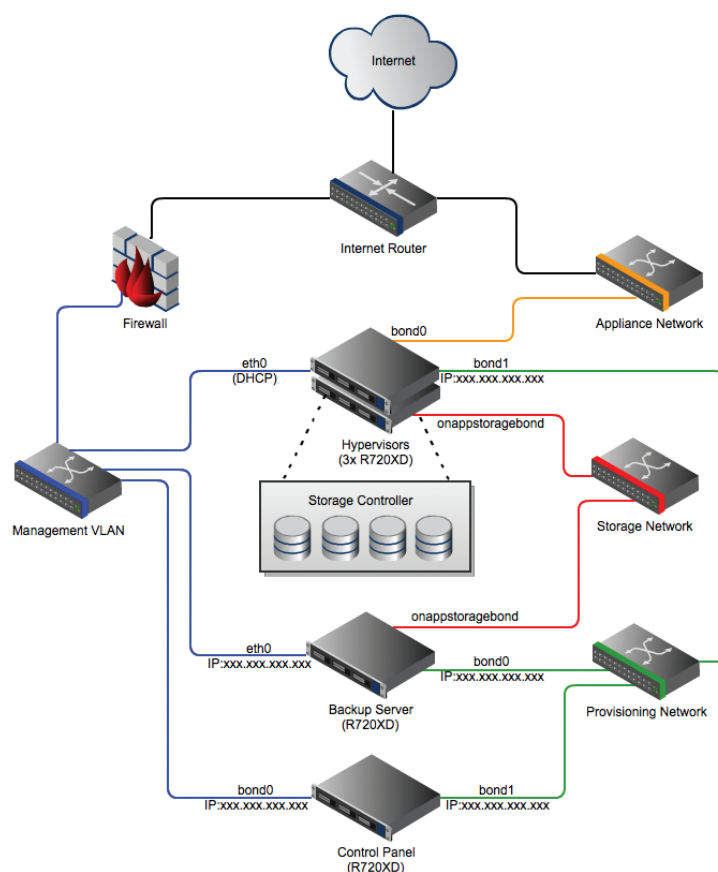 Internet
Internet Router
Firewall
Appliance Network
bond0
eth0
(DHCP)
bond1
IP:xxx.xxx.xxx.xxx
onappstoragebond
Hypervisors
(3x R720XD)
Storage Controller
Management VLAN
Storage Network
onappstoragebond
eth0
IP:xxx.xxx.xxx.xxx
bond0
IP:xxx.xxx.xxx.xxx
Backup Server
(R720XD)
Provisioning Network
bond0
IP:xxx.xxx.xxx.xxx
bond1
IP:xxx.xxx.xxx.xxx
Control Panel
(R720XD)